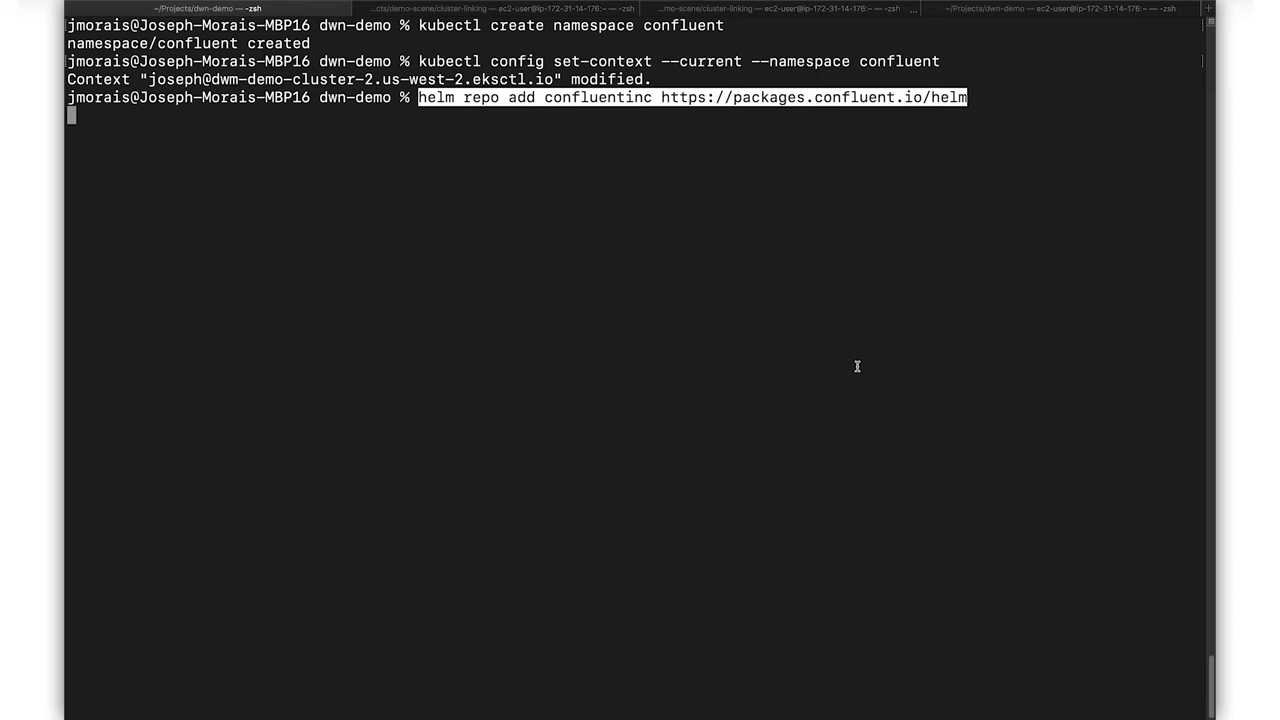 ~/Projects/dwn-demo — -zsh
...cts/demo-scene/cluster-linking — ec2-user@ip-172-31-14-176:~ — -zsh
...mo-scene/cluster-linking — ec2-user@ip-172-31-14-176:~ — -zsh ...
~/Projects/dwn-demo — ec2-user@ip-172-31-14-176:~ — -zsh
+
jmorais@Joseph-Morais-MBP16 dwn-demo % kubectl create namespace confluent
namespace/confluent created
jmorais@Joseph-Morais-MBP16 dwn-demo % kubectl config set-context --current --namespace confluent
Context "joseph@dwm-demo-cluster-2.us-west-2.eksctl.io" modified.
jmorais@Joseph-Morais-MBP16 dwn-demo % helm repo add confluentinc https://packages.confluent.io/helm